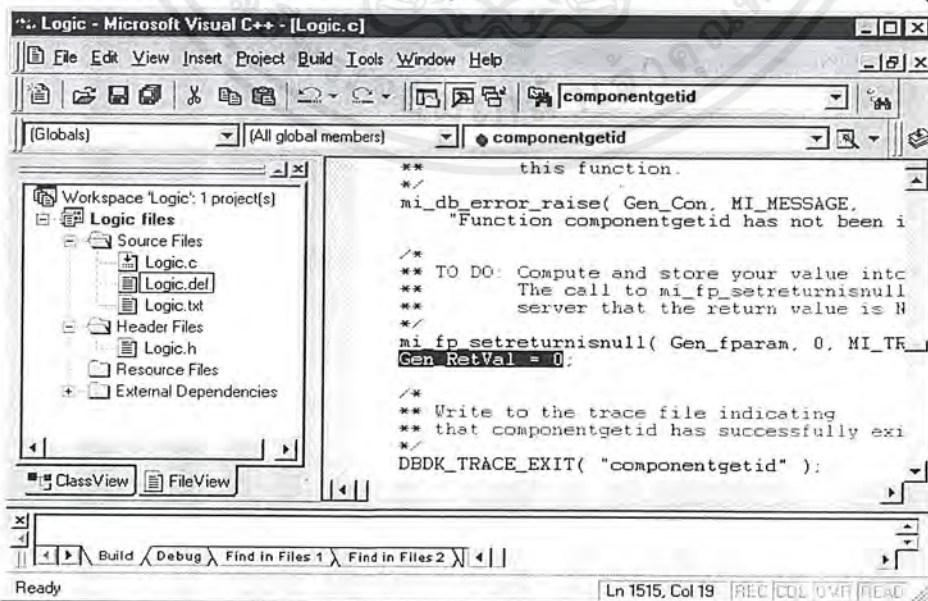 Logic - Microsoft Visual C++ - [Logic.c]
File Edit View Insert Project Build Tools Window Help
componentgetid
(Globals) (All global members) componentgetid
Workspace 'Logic': 1 project(s)
Logic files
Source Files
Logic.c
Logic.del
Logic.txt
Header Files
Logic.h
Resource Files
External Dependencies
ClassView FileView
** this function.
*/
mi_db_error_raise( Gen_Con, MI_MESSAGE,
"Function componentgetid has not been i
/*
** TO DO: Compute and store your value intc
** The call to mi_fp_setreturnisnull
** server that the return value is N
*/
mi_fp_setreturnisnull( Gen_fparam, 0, MI_TR
Gen_RetVal = 0;
/*
** Write to the trace file indicating
** that componentgetid has successfully exi
*/
DBDK_TRACE_EXIT( "componentgetid" );
Build Debug Find in Files 1 Find in Files 2
Ready Ln 1515, Col 19 REC COL OVR READ